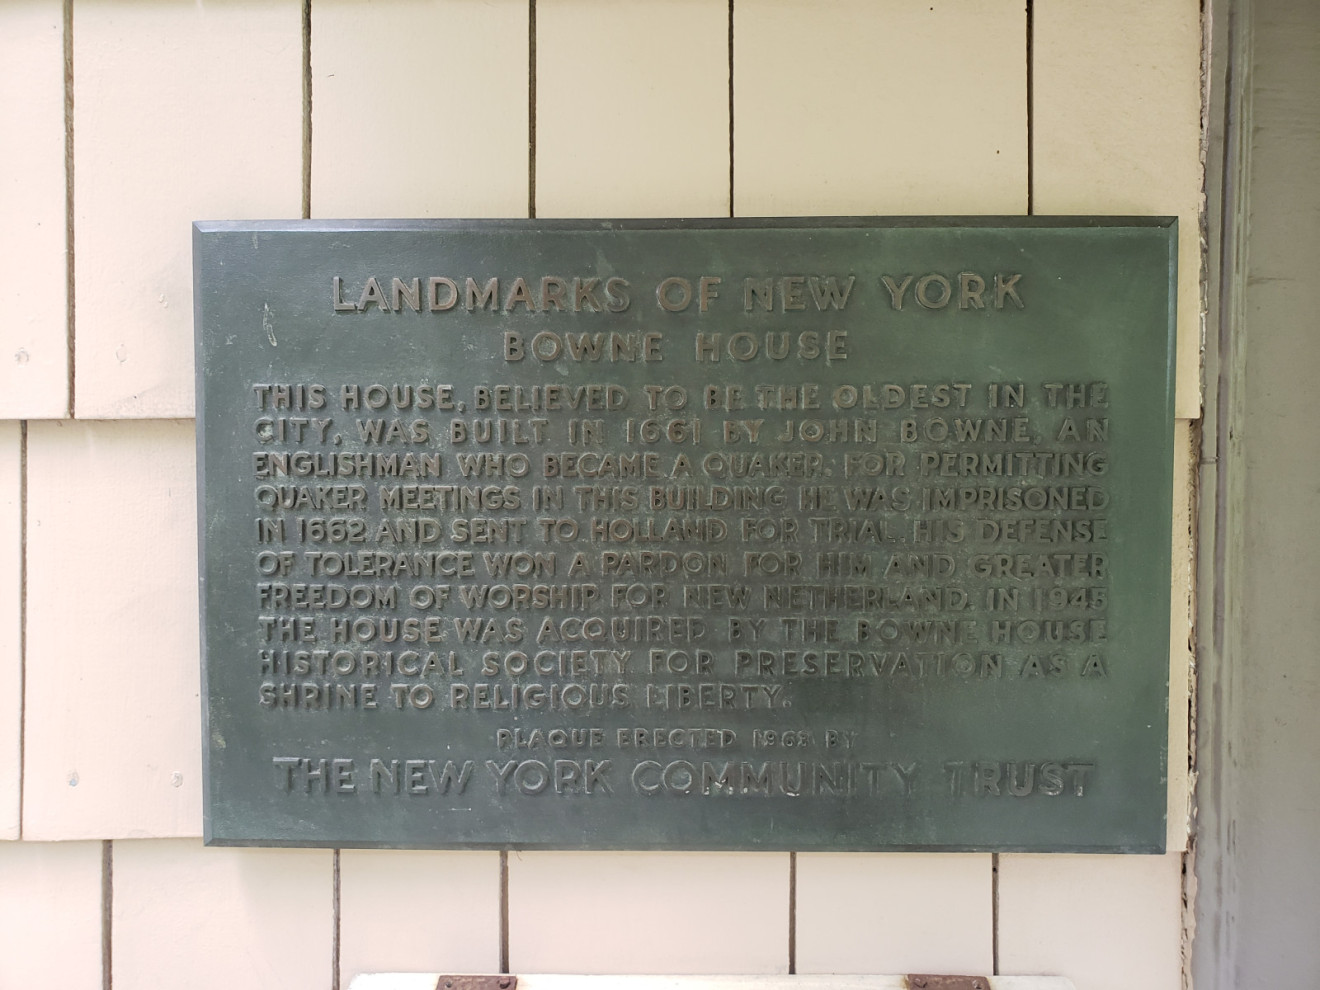 LANDMARKS OF NEW YORK
BOWNE HOUSE
THIS HOUSE, BELIEVED TO BE THE OLDEST IN THE
CITY, WAS BUILT IN 1661 BY JOHN BOWNE, AN
ENGLISHMAN WHO BECAME A QUAKER. FOR PERMITTING
QUAKER MEETINGS IN THIS BUILDING HE WAS IMPRISONED
IN 1662 AND SENT TO HOLLAND FOR TRIAL. HIS DEFENSE
OF TOLERANCE WON A PARDON FOR HIM AND GREATER
FREEDOM OF WORSHIP FOR NEW NETHERLAND. IN 1945
THE HOUSE WAS ACQUIRED BY THE BOWNE HOUSE
HISTORICAL SOCIETY FOR PRESERVATION AS A
SHRINE TO RELIGIOUS LIBERTY.
PLAQUE ERECTED BY
THE NEW YORK COMMUNITY TRUST